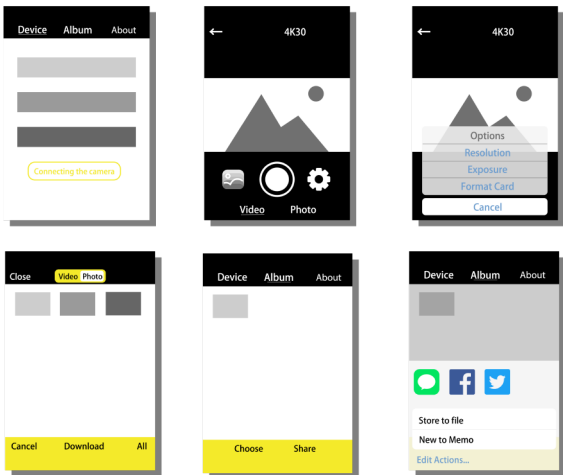 Device Album About
Connecting the camera
4K30
Video Photo
4K30
Options
Resolution
Exposure
Format Card
Cancel
Close Video Photo
Cancel Download All
Device Album About
Choose Share
Device Album About
Store to file
New to Memo
Edit Actions...